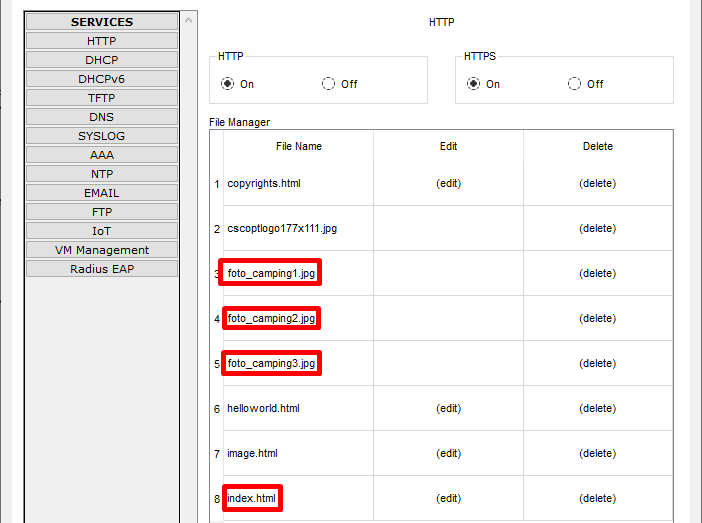 SERVICES
HTTP
DHCP
DHCPv6
TFTP
DNS
SYSLOG
AAA
NTP
EMAIL
FTP
IoT
VM Management
Radius EAP
HTTP
HTTP
On Off
HTTPS
On Off
File Manager
File Name Edit Delete
1 copyrights.html (edit) (delete)
2 cscoptlogo177x111.jpg (delete)
3 foto_camping1.jpg (delete)
4 foto_camping2.jpg (delete)
5 foto_camping3.jpg (delete)
6 helloworld.html (edit) (delete)
7 image.html (edit) (delete)
8 index.html (edit) (delete)